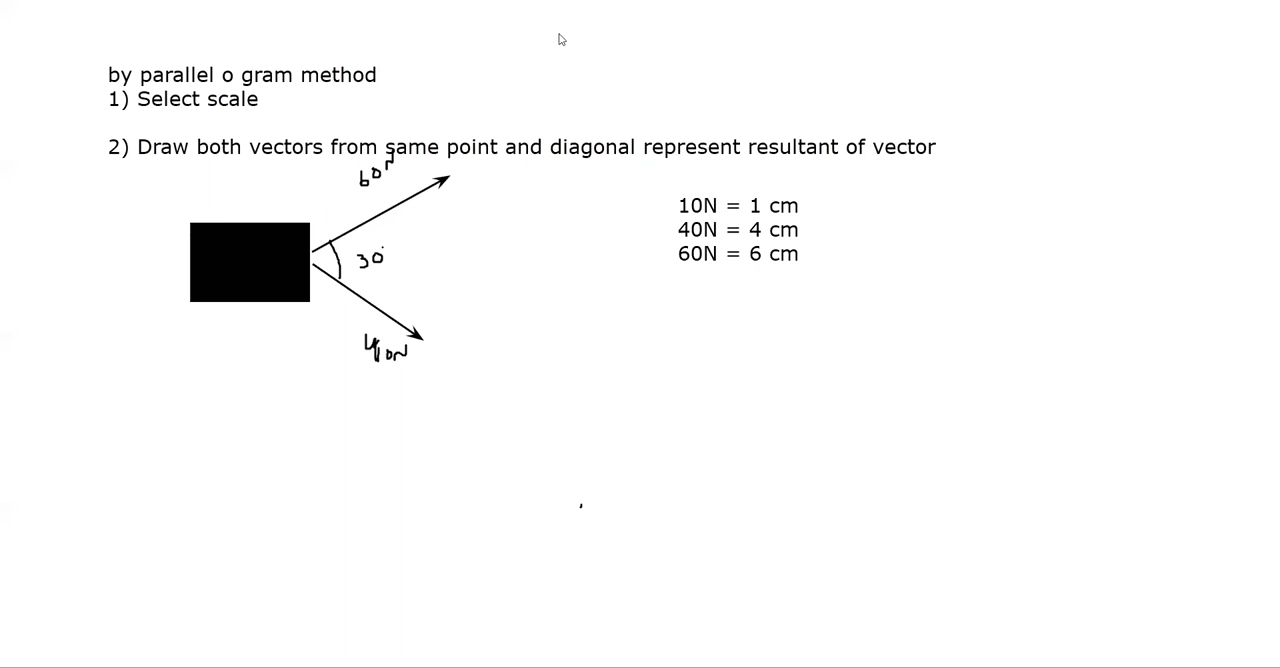 by parallel o gram method
1) Select scale
2) Draw both vectors from same point and diagonal represent resultant of vector
60N
10N = 1 cm
40N = 4 cm
60N = 6 cm
30°
40N